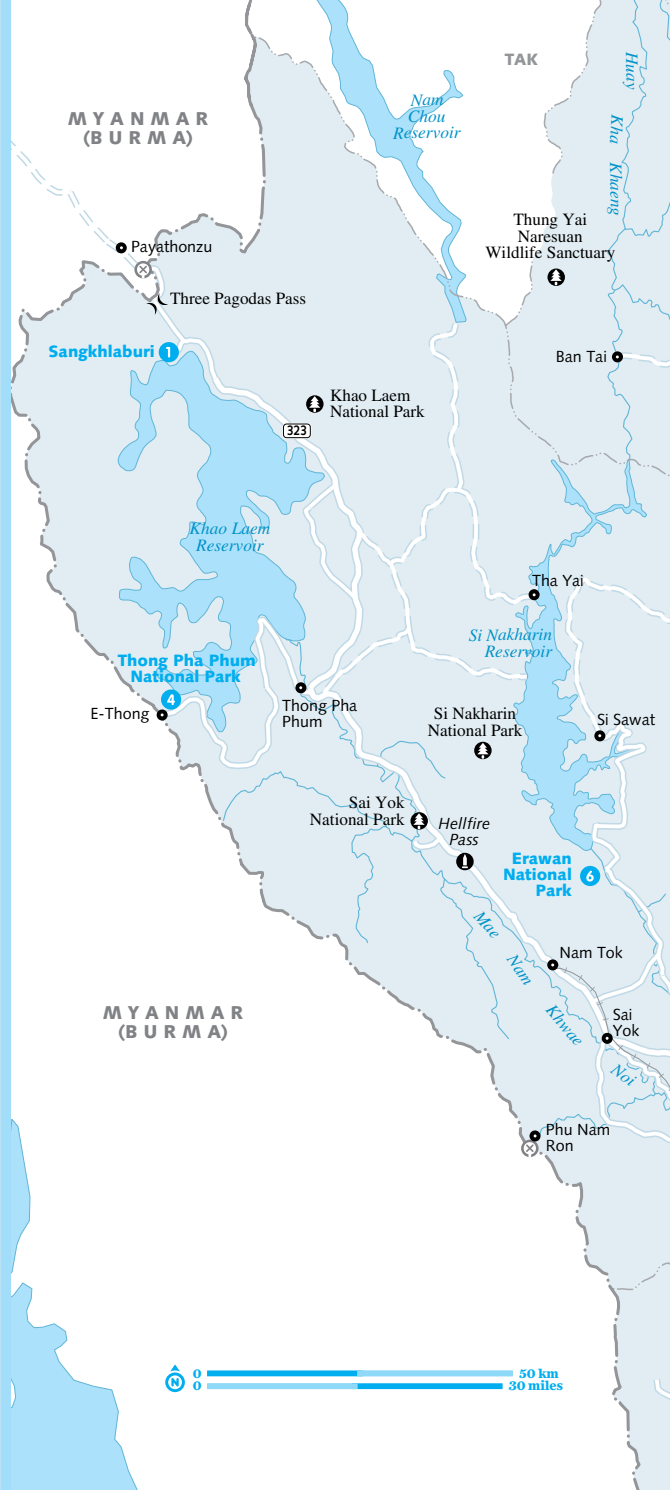 TAK
Huay Kha Khaeng
Nam
Chou
Reservoir
MYANMAR
(BURMA)
Thung Yai
Naresuan
Wildlife Sanctuary
Payathonzu
Three Pagodas Pass
Sangkhlaburi 1
Ban Tai
Khao Laem
National Park
323
Khao Laem
Reservoir
Tha Yai
Si Nakharin
Reservoir
Thong Pha Phum
National Park
4
E-Thong
Thong Pha
Phum
Si Nakharin
National Park
Si Sawat
Sai Yok
National Park
Hellfire
Pass
Erawan
National
Park
6
Mae Nam Khwae Noi
Nam Tok
MYANMAR
(BURMA)
Sai
Yok
Phu Nam
Ron
N
0 50 km
0 30 miles